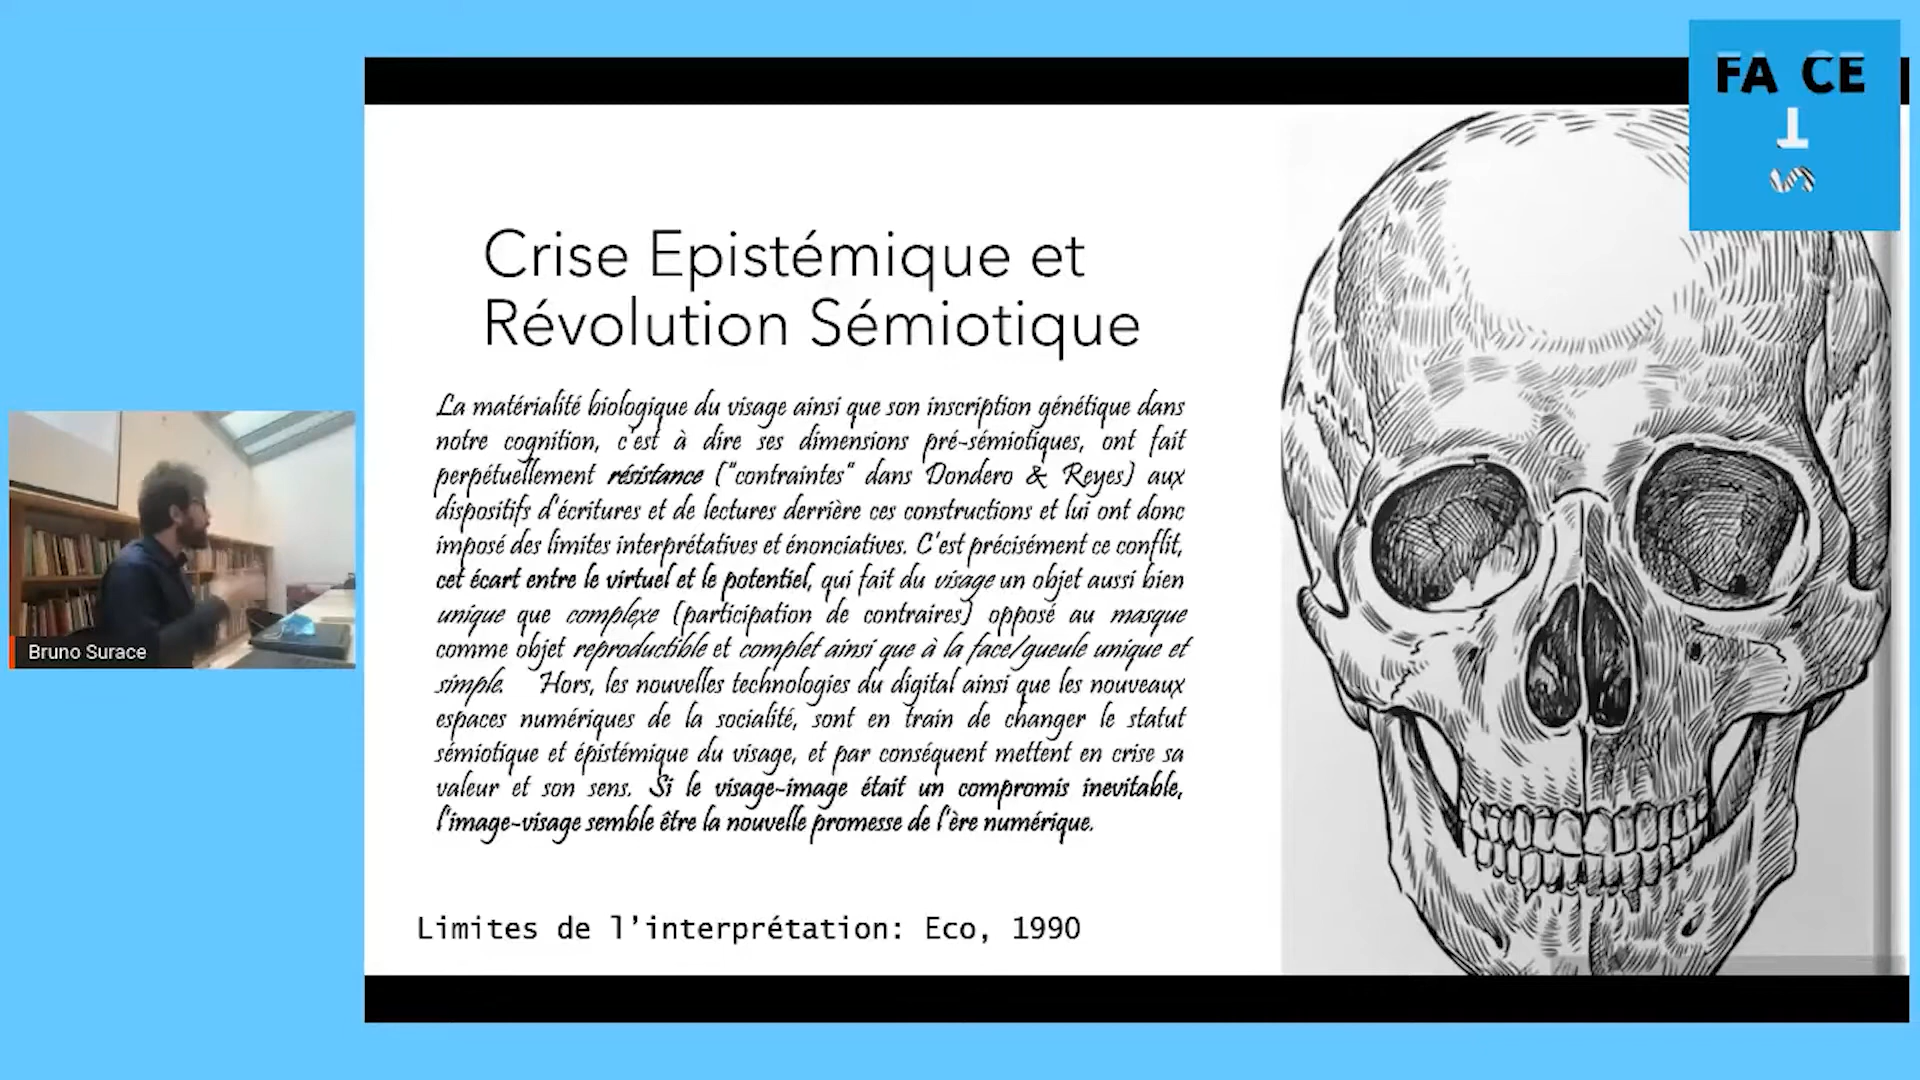 FA CE
T
S
Crise Epistémique et
Révolution Sémiotique
La matérialité biologique du visage ainsi que son inscription génétique dans
notre cognition, c'est à dire ses dimensions pré-sémiotiques, ont fait
perpétuellement résistance ("contraintes" dans Dondero & Reyes) aux
dispositifs d'écritures et de lectures derrière ces constructions et lui ont donc
imposé des limites interprétatives et énonciatives. C'est précisément ce conflit,
cet écart entre le virtuel et le potentiel, qui fait du visage un objet aussi bien
unique que complexe (participation de contraires) opposé au masque
comme objet reproductible et complet ainsi que à la face/gueule unique et
simple. Hors, les nouvelles technologies du digital ainsi que les nouveaux
espaces numériques de la socialité, sont en train de changer le statut
sémiotique et épistémique du visage, et par conséquent mettent en crise sa
valeur et son sens. Si le visage-image était un compromis inevitable,
l'image-visage semble être la nouvelle promesse de l'ère numérique.
Limites de l'interprétation: Eco, 1990
Bruno Surace